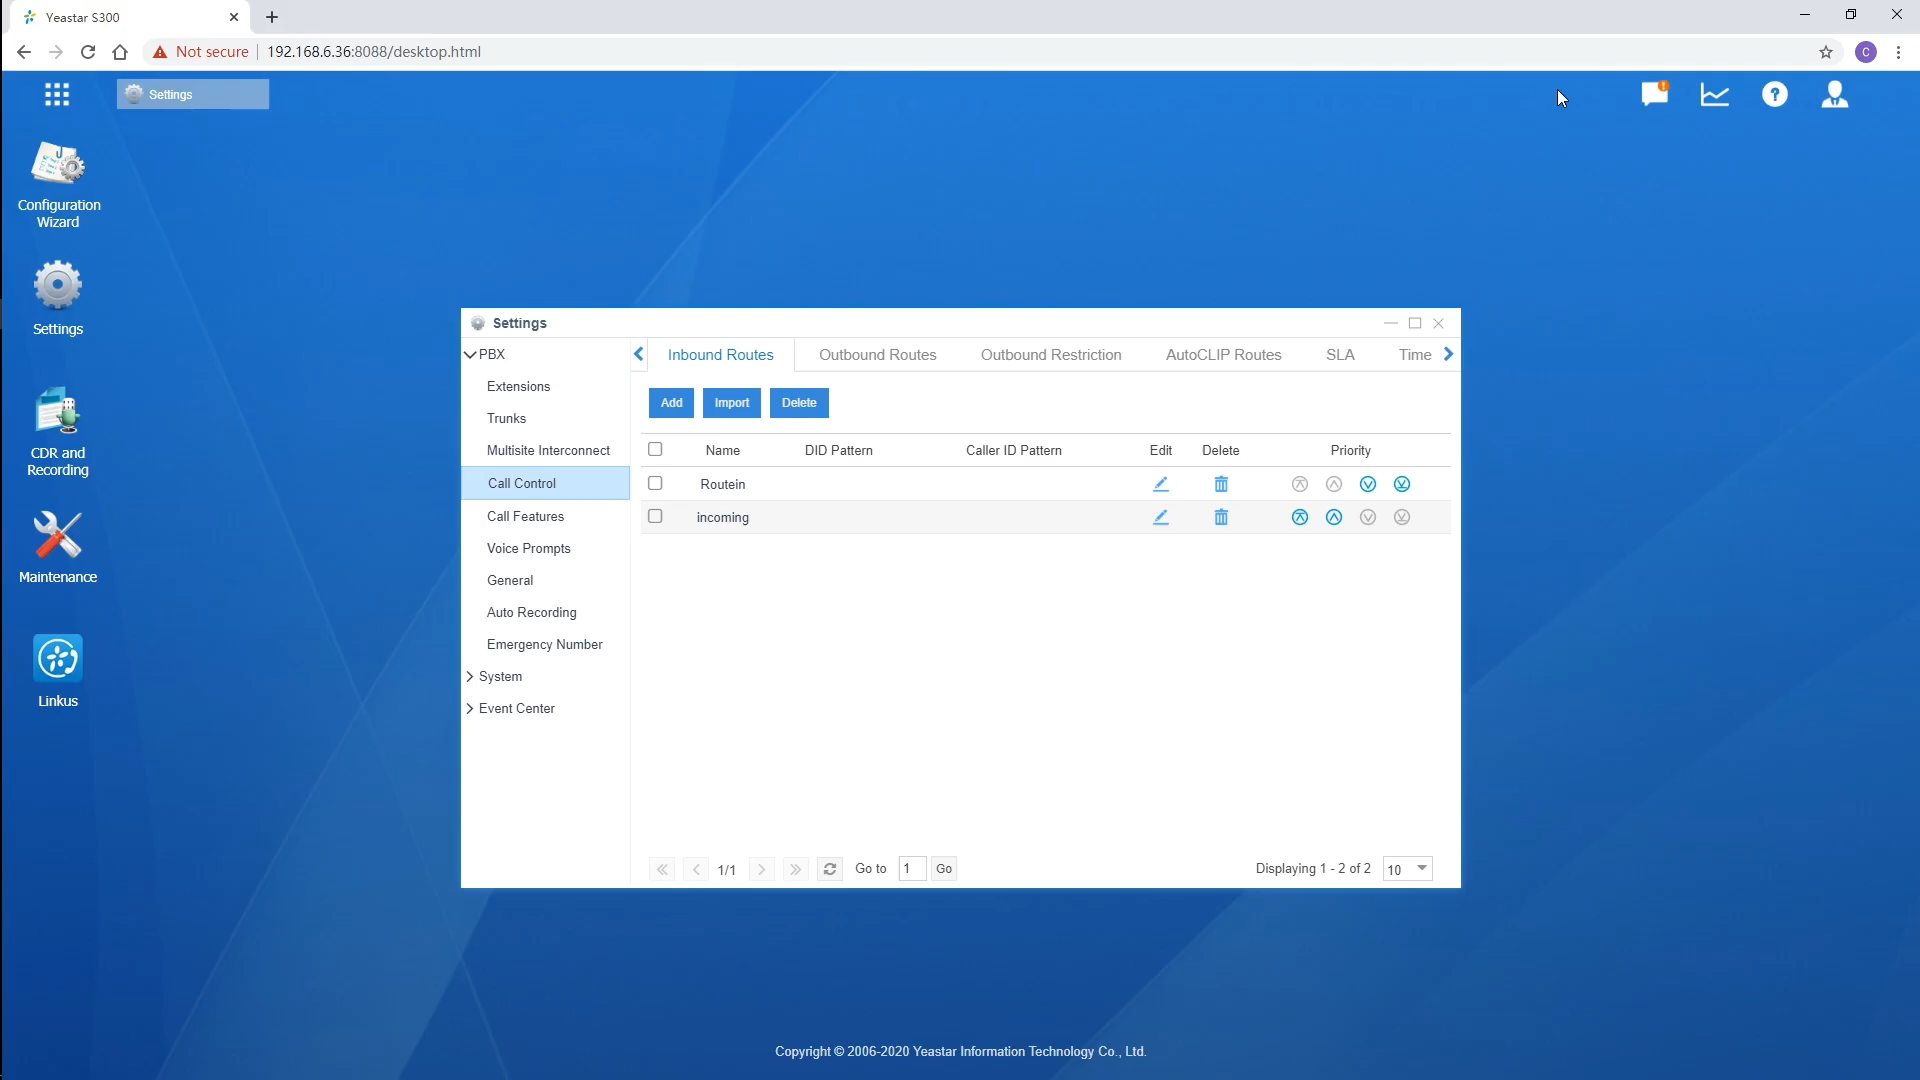 Yeastar S300
Not secure
192.168.6.36:8088/desktop.html
C
Settings
!
?
Configuration
Wizard
Settings
CDR and
Recording
Maintenance
Linkus
Settings
PBX
Extensions
Trunks
Multisite Interconnect
Call Control
Call Features
Voice Prompts
General
Auto Recording
Emergency Number
System
Event Center
Inbound Routes
Outbound Routes
Outbound Restriction
AutoCLIP Routes
SLA
Time
Add
Import
Delete
Name
DID Pattern
Caller ID Pattern
Edit
Delete
Priority
Routein
incoming
1/1
Go to
1
Go
Displaying 1 - 2 of 2
10
Copyright © 2006-2020 Yeastar Information Technology Co., Ltd.